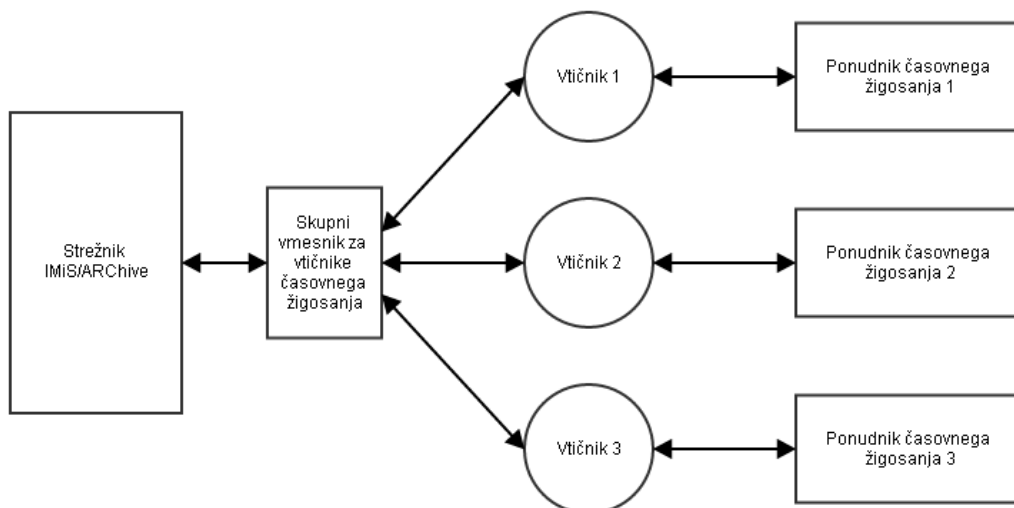 Strežnik
IMiS/ARChive
Skupni
vmesnik za
vtičnike
časovnega
žigosanja
Vtičnik 1
Ponudnik časovnega
žigosanja 1
Vtičnik 2
Ponudnik časovnega
žigosanja 2
Vtičnik 3
Ponudnik časovnega
žigosanja 3